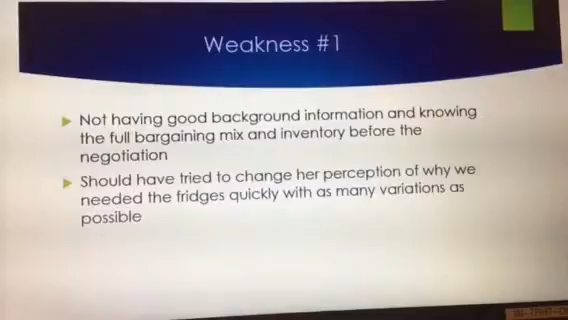 Weakness #1
Not having good background information and knowing
the full bargaining mix and inventory before the
negotiation
Should have tried to change her perception of why we
needed the fridges quickly with as many variations as
possible